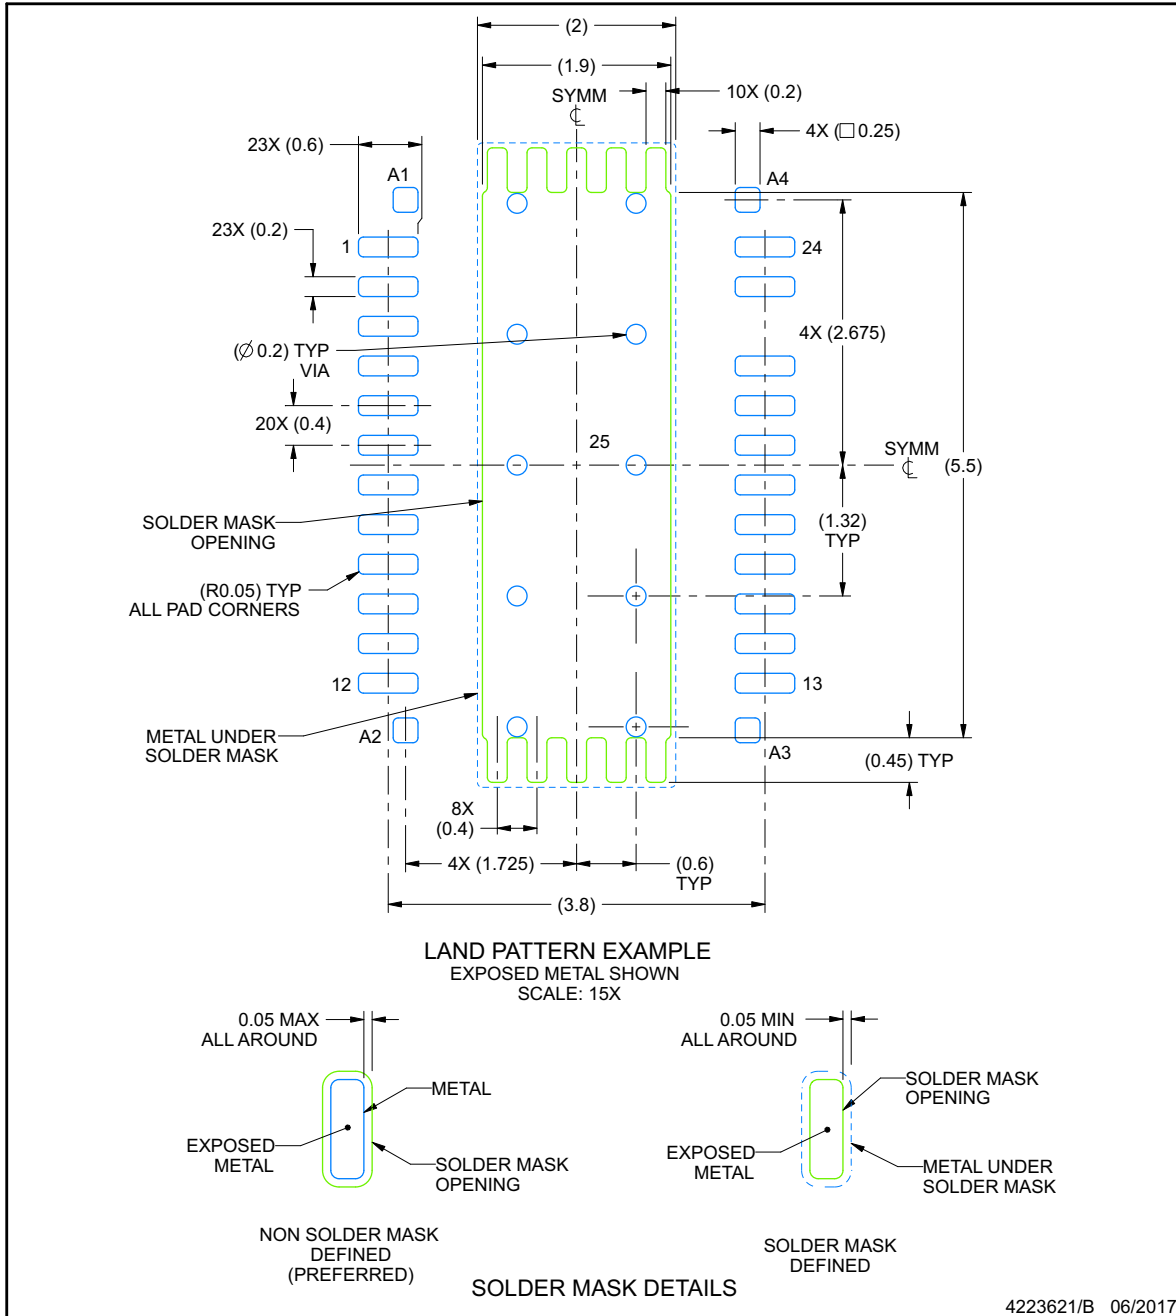 (2)
(1.9)
SYMM
℄
10X (0.2)
4X (□ 0.25)
23X (0.6)
A1
A4
23X (0.2)
1
24
4X (2.675)
(∅ 0.2) TYP
VIA
20X (0.4)
25
SYMM
℄
(5.5)
SOLDER MASK
OPENING
(1.32)
TYP
(R0.05) TYP
ALL PAD CORNERS
12
13
METAL UNDER
SOLDER MASK
A2
A3
(0.45) TYP
8X
(0.4)
4X (1.725)
(0.6)
TYP
(3.8)
LAND PATTERN EXAMPLE
EXPOSED METAL SHOWN
SCALE: 15X
0.05 MAX
ALL AROUND
METAL
EXPOSED
METAL
SOLDER MASK
OPENING
NON SOLDER MASK
DEFINED
(PREFERRED)
0.05 MIN
ALL AROUND
SOLDER MASK
OPENING
EXPOSED
METAL
METAL UNDER
SOLDER MASK
SOLDER MASK
DEFINED
SOLDER MASK DETAILS
4223621/B 06/2017